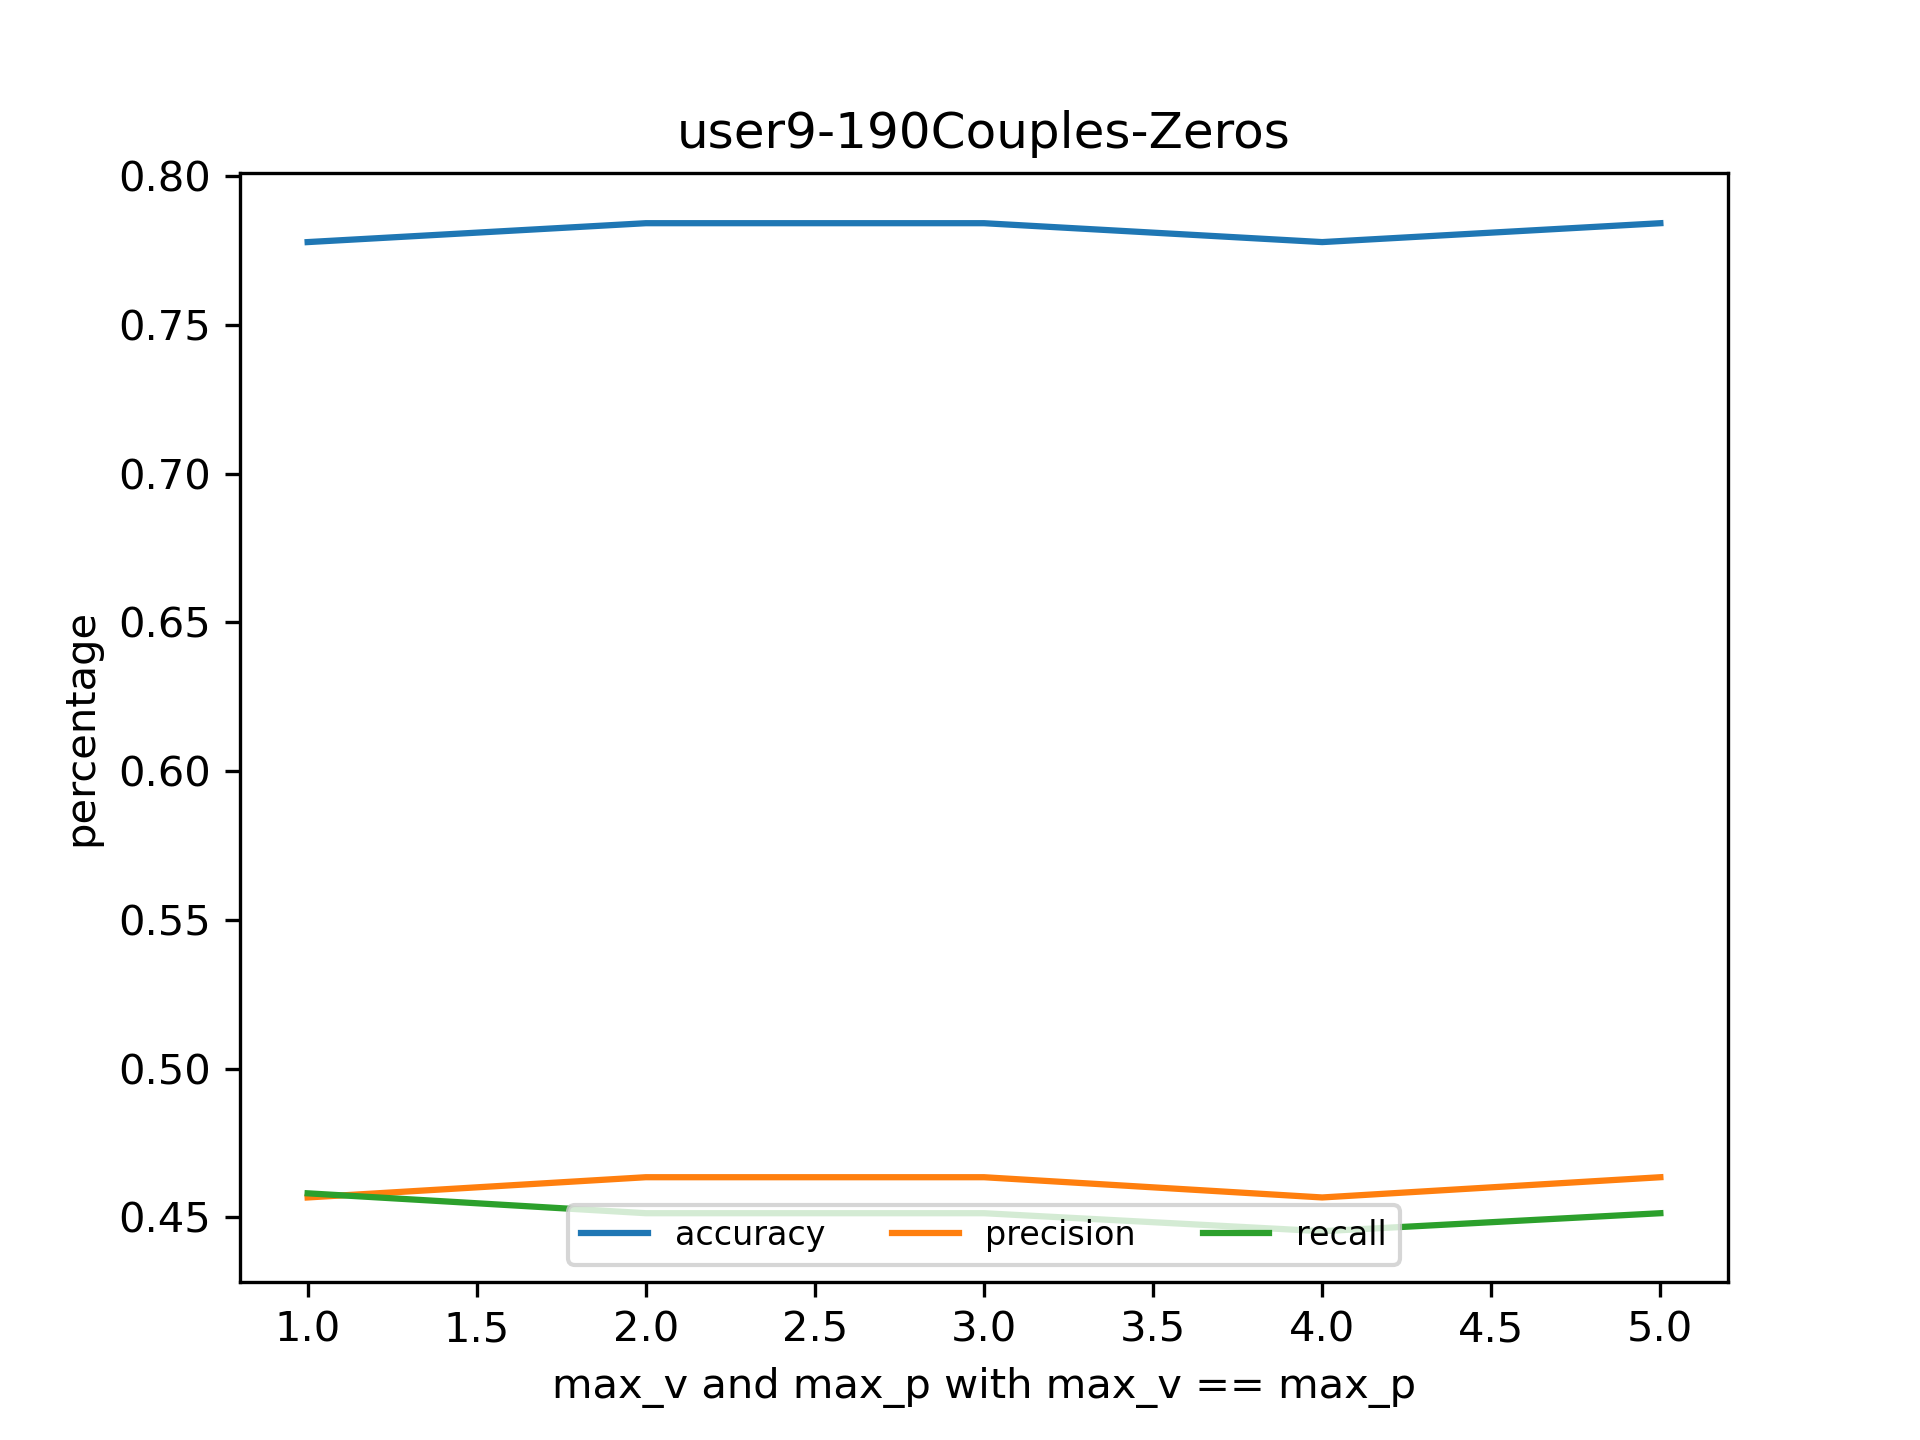 user9-190Couples-Zeros
0.80
0.75
0.70
0.65
0.60
0.55
0.50
0.45
percentage
accuracy precision recall
1.0 1.5 2.0 2.5 3.0 3.5 4.0 4.5 5.0
max_v and max_p with max_v == max_p